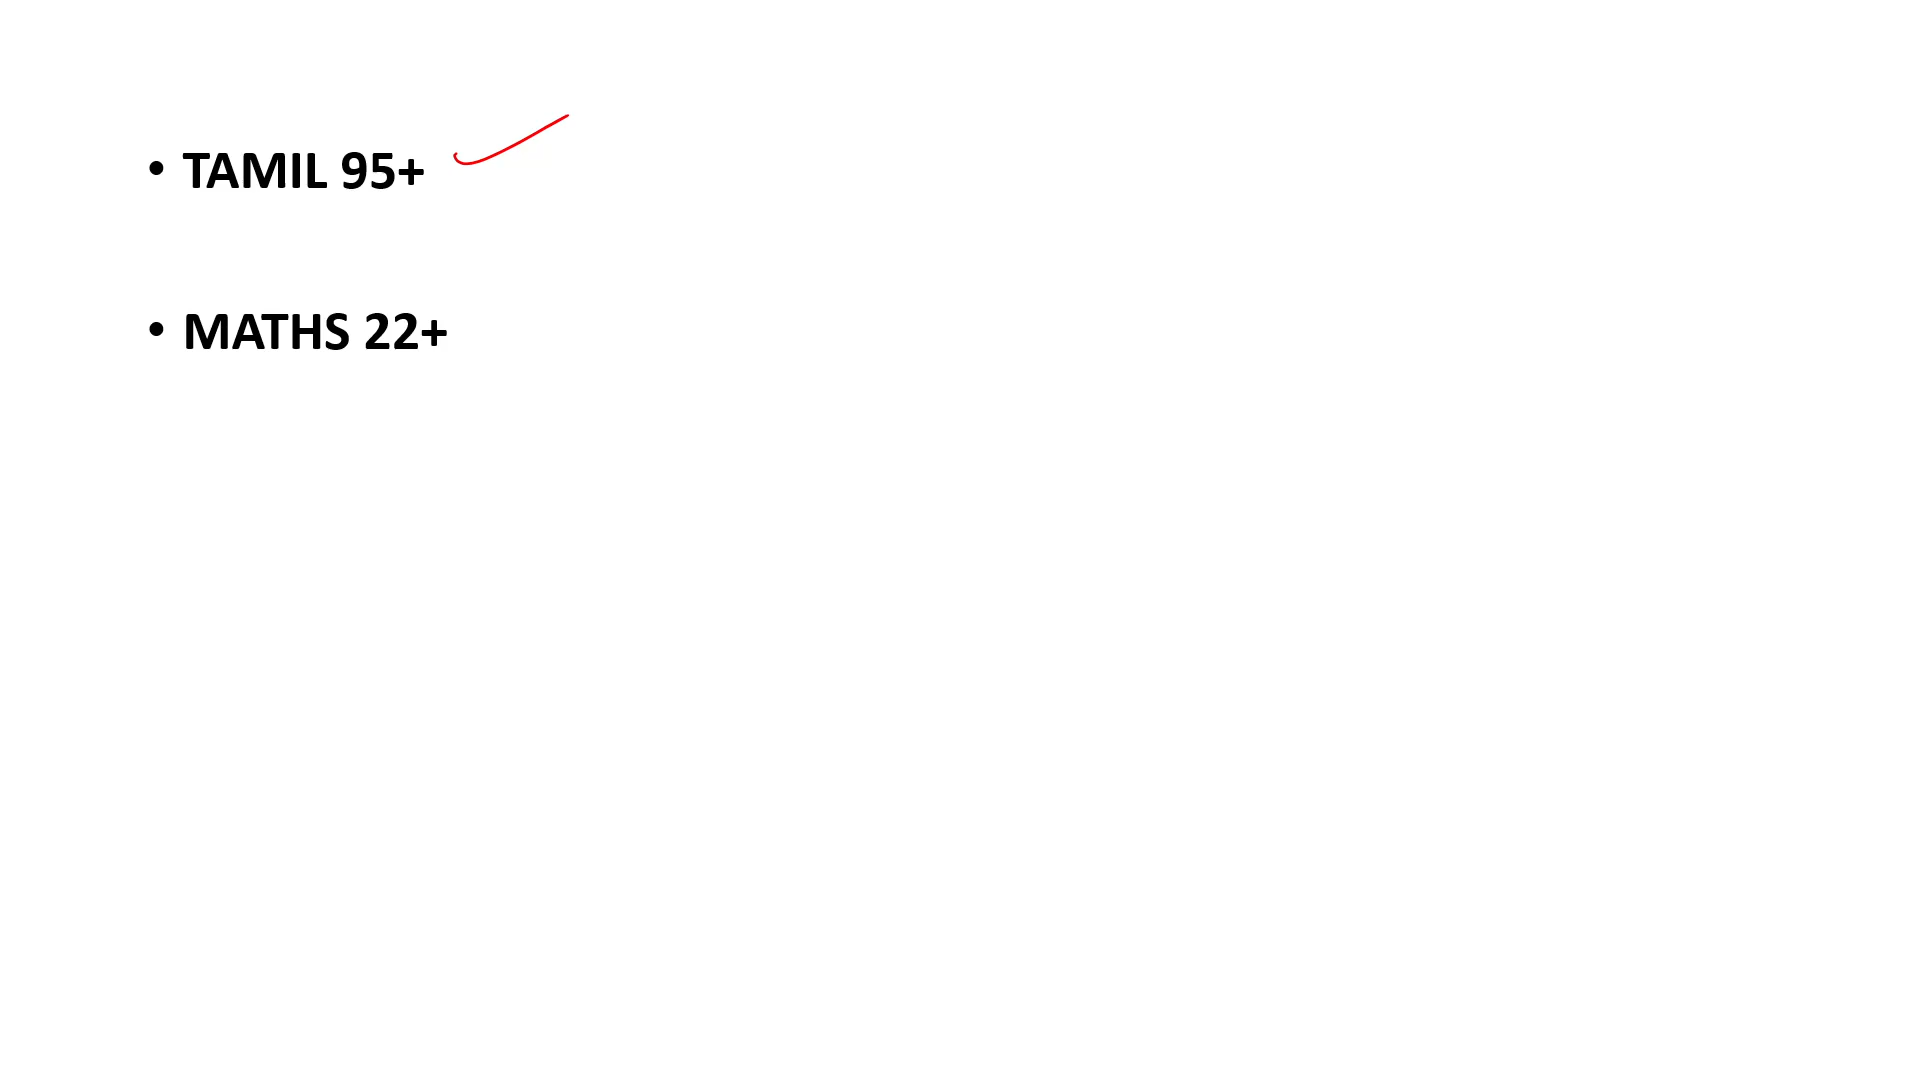 • TAMIL 95+
• MATHS 22+